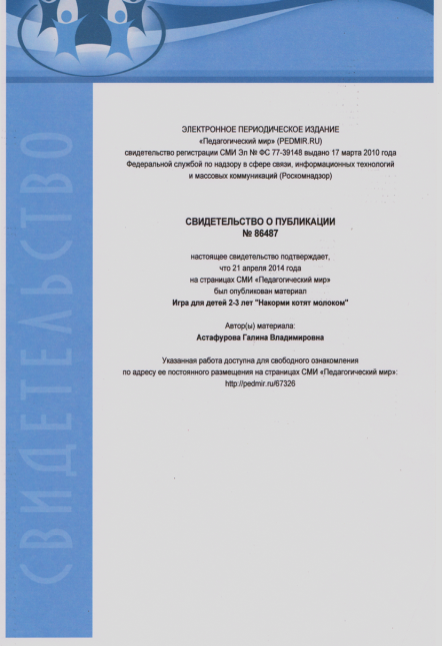 СВИДЕТЕЛЬСТВО
ЭЛЕКТРОННОЕ ПЕРИОДИЧЕСКОЕ ИЗДАНИЕ
«Педагогический мир» (PEDMIR.RU)
свидетельство регистрации СМИ Эл № ФС 77-39148 выдано 17 марта 2010 года
Федеральной службой по надзору в сфере связи, информационных технологий
и массовых коммуникаций (Роскомнадзор)
СВИДЕТЕЛЬСТВО О ПУБЛИКАЦИИ
№ 86487
настоящее свидетельство подтверждает,
что 21 апреля 2014 года
на страницах СМИ «Педагогический мир»
был опубликован материал
Игра для детей 2-3 лет "Накорми котят молоком"
Автор(ы) материала:
Астафурова Галина Владимировна
Указанная работа доступна для свободного ознакомления
по адресу ее постоянного размещения на страницах СМИ «Педагогический мир»:
http://pedmir.ru/67326